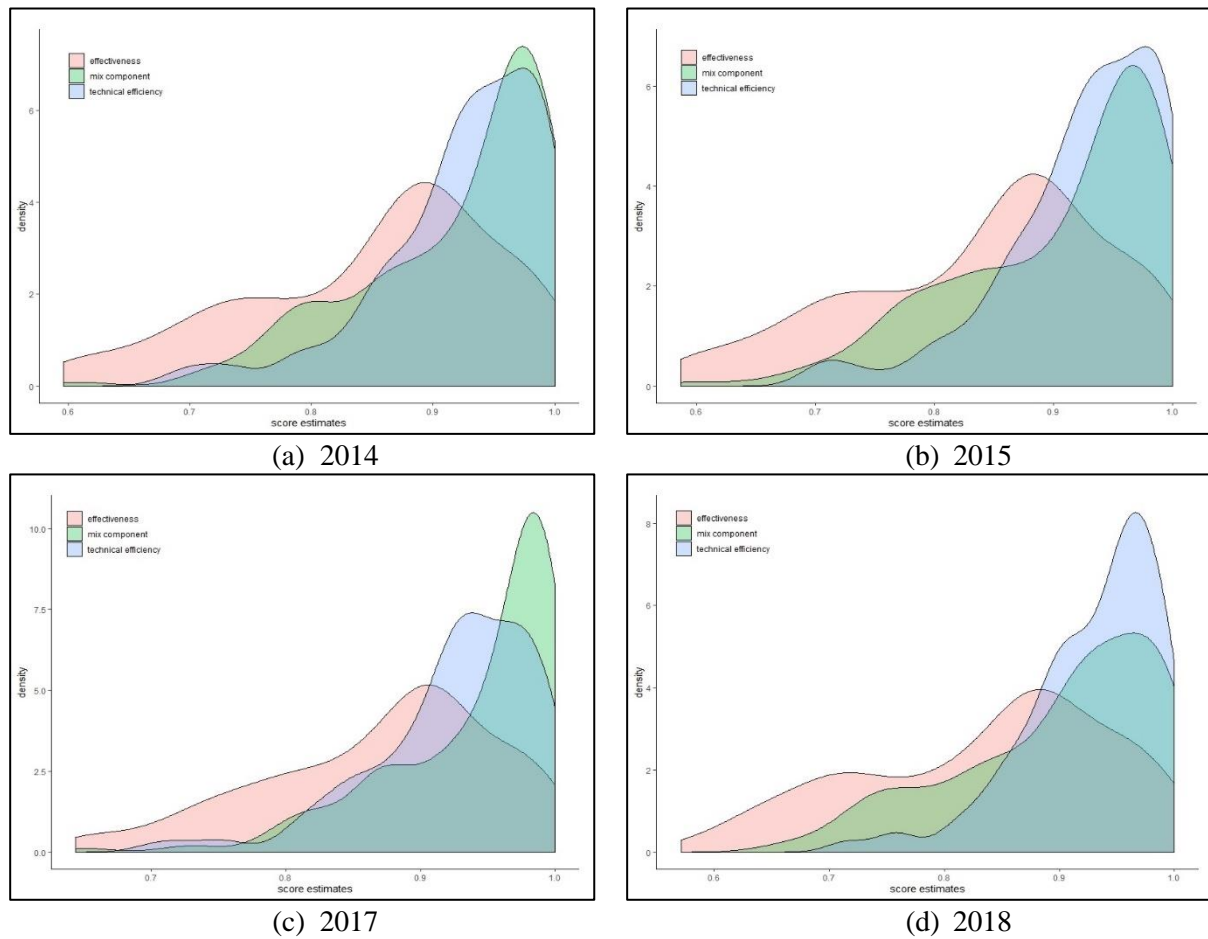 effectiveness
mix component
technical efficiency
density
6
4
2
0
0.6 0.7 0.8 0.9 1.0
score estimates
(a) 2014
effectiveness
mix component
technical efficiency
density
6
4
2
0
0.6 0.7 0.8 0.9 1.0
score estimates
(b) 2015
effectiveness
mix component
technical efficiency
density
10.0
7.5
5.0
2.5
0.0
0.7 0.8 0.9 1.0
score estimates
(c) 2017
effectiveness
mix component
technical efficiency
density
8
6
4
2
0
0.6 0.7 0.8 0.9 1.0
score estimates
(d) 2018